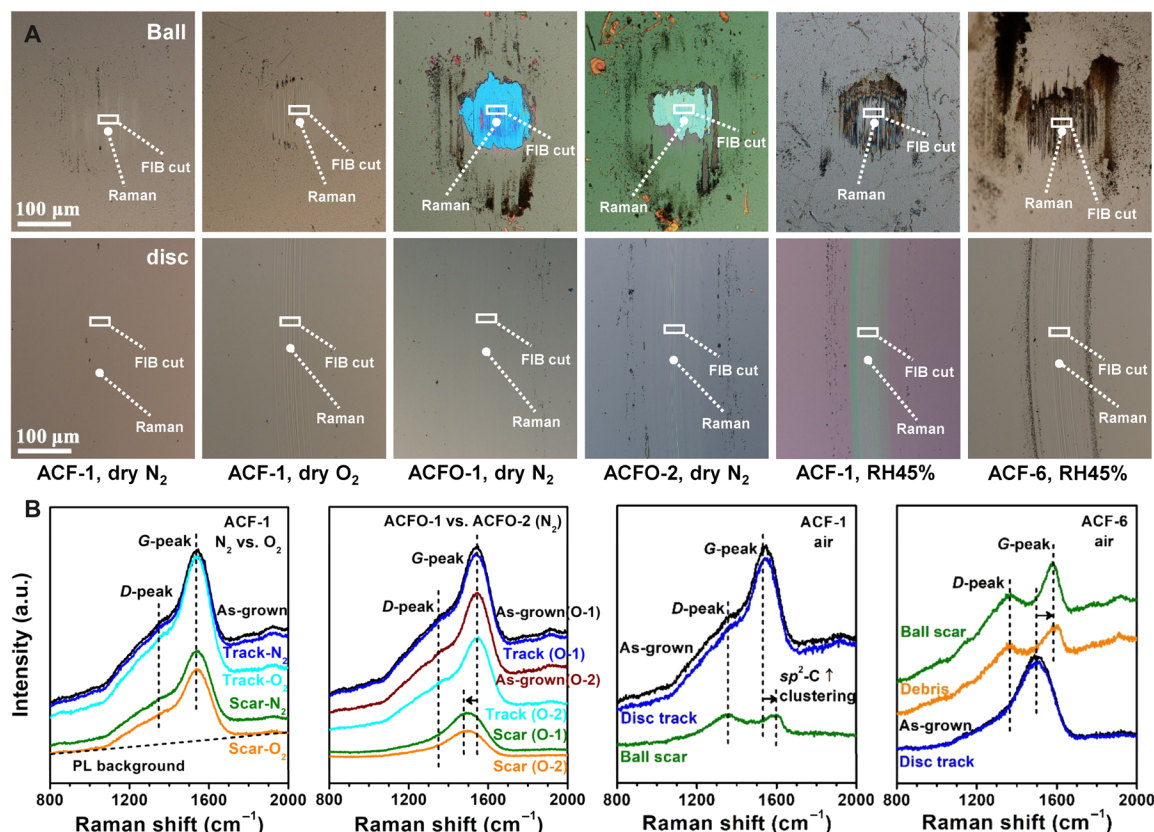 A
Ball
FIB cut
Raman
100 μm
FIB cut
Raman
FIB cut
Raman
FIB cut
Raman
FIB cut
Raman
FIB cut
Raman
disc
FIB cut
Raman
100 μm
FIB cut
Raman
FIB cut
Raman
FIB cut
Raman
FIB cut
Raman
FIB cut
Raman
ACF-1, dry N₂
ACF-1, dry O₂
ACFO-1, dry N₂
ACFO-2, dry N₂
ACF-1, RH45%
ACF-6, RH45%
B
Intensity (a.u.)
ACF-1
N₂ vs. O₂
G-peak
D-peak
As-grown
Track-N₂
Track-O₂
Scar-N₂
Scar-O₂
PL background
800 1200 1600 2000
Raman shift (cm⁻¹)
ACFO-1 vs. ACFO-2 (N₂)
G-peak
D-peak
As-grown(O-1)
Track (O-1)
As-grown(O-2)
Track (O-2)
Scar (O-1)
Scar (O-2)
800 1200 1600 2000
Raman shift (cm⁻¹)
ACF-1
air
G-peak
D-peak
As-grown
sp²-C ↑
clustering
Disc track
Ball scar
800 1200 1600 2000
Raman shift (cm⁻¹)
ACF-6
air
G-peak
D-peak
Ball scar
Debris
As-grown
Disc track
800 1200 1600 2000
Raman shift (cm⁻¹)